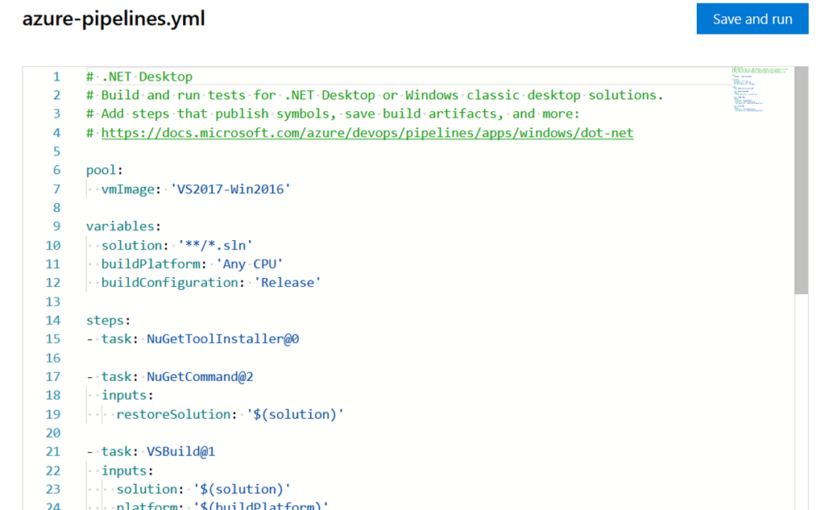 azure-pipelines.yml
Save and run
1 # .NET Desktop
2 # Build and run tests for .NET Desktop or Windows classic desktop solutions.
3 # Add steps that publish symbols, save build artifacts, and more:
4 # https://docs.microsoft.com/azure/devops/pipelines/apps/windows/dot-net
5
6 pool:
7   vmImage: 'VS2017-Win2016'
8
9 variables:
10   solution: '**/*.sln'
11   buildPlatform: 'Any CPU'
12   buildConfiguration: 'Release'
13
14 steps:
15 - task: NuGetToolInstaller@0
16
17 - task: NuGetCommand@2
18   inputs:
19     restoreSolution: '$(solution)'
20
21 - task: VSBuild@1
22   inputs:
23     solution: '$(solution)'
24     platform: '$(buildPlatform)'